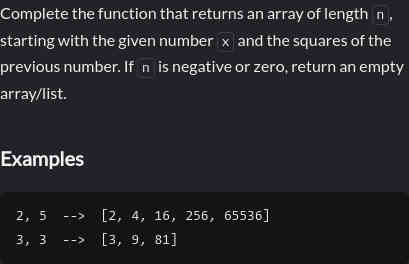 Complete the function that returns an array of length n,
starting with the given number x and the squares of the
previous number. If n is negative or zero, return an empty
array/list.
Examples
2, 5  -->  [2, 4, 16, 256, 65536]
3, 3  -->  [3, 9, 81]